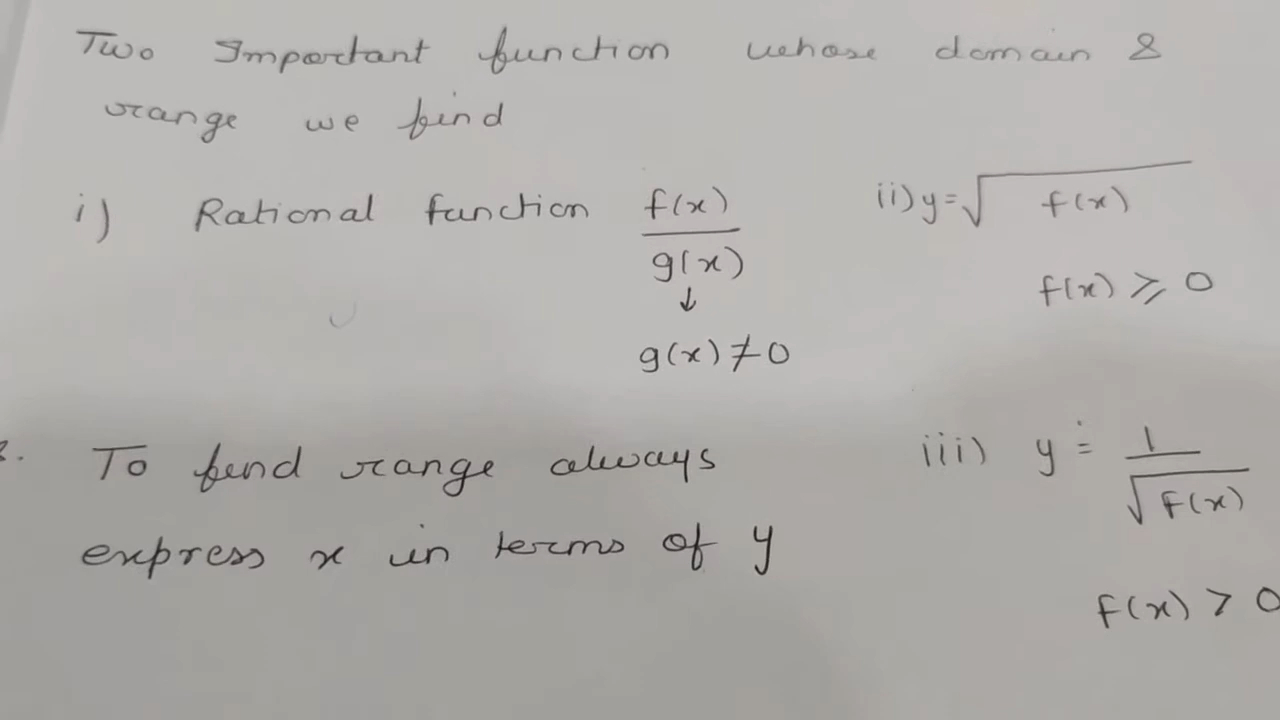 Two Important function whose domain &
range we find
i) Rational function f(x)/g(x)
↓
g(x) ≠ 0
ii) y = √f(x)
f(x) ≥ 0
To find range always
express x in terms of y
iii) y = 1/√f(x)
f(x) > 0